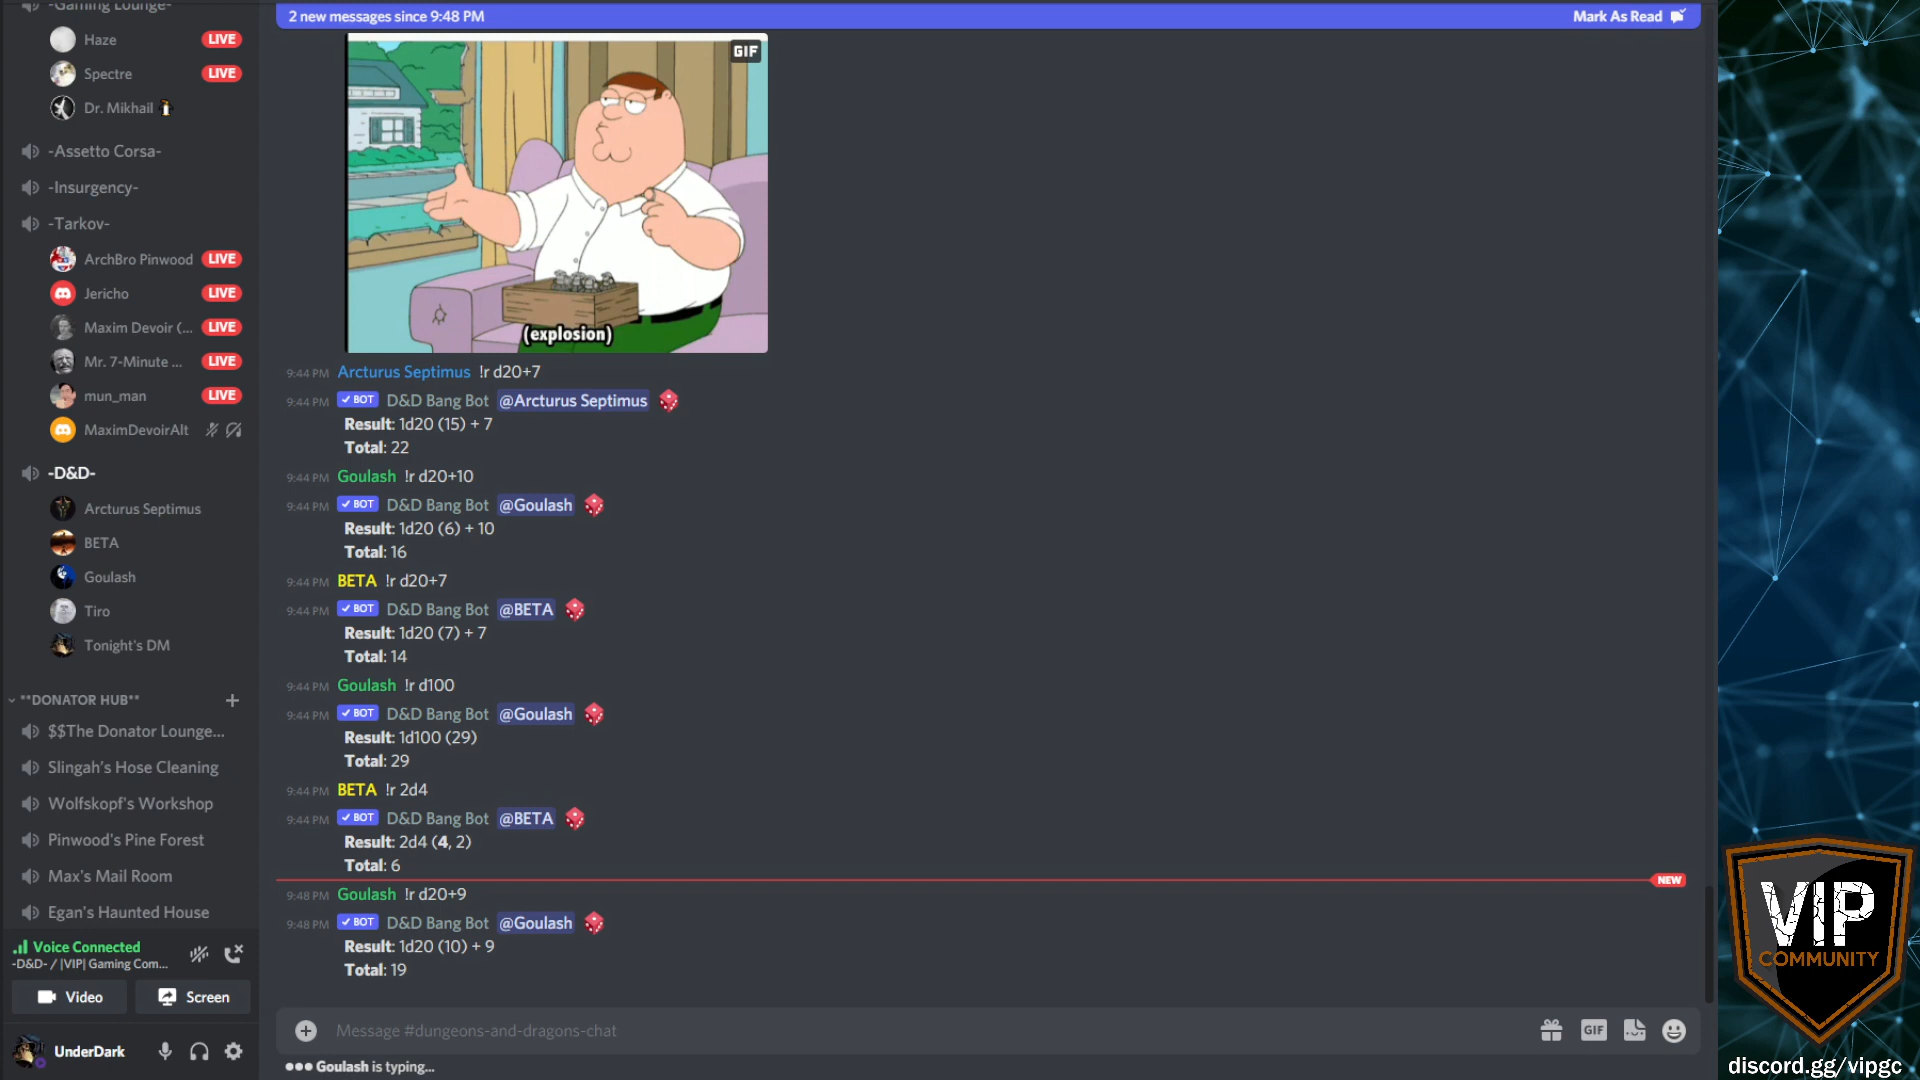 -Gaming Lounge-
Haze LIVE
Spectre LIVE
Dr. Mikhail
-Assetto Corsa-
-Insurgency-
-Tarkov-
ArchBro Pinwood LIVE
Jericho LIVE
Maxim Devoir (... LIVE
Mr. 7-Minute ... LIVE
mun_man LIVE
MaximDevoirAlt
-D&D-
Arcturus Septimus
BETA
Goulash
Tiro
Tonight's DM
**DONATOR HUB** +
$$The Donator Lounge...
Slingah's Hose Cleaning
Wolfskopf's Workshop
Pinwood's Pine Forest
Max's Mail Room
Egan's Haunted House
Voice Connected
-D&D- / |VIP| Gaming Com...
Video Screen
UnderDark
2 new messages since 9:48 PM Mark As Read
GIF
(explosion)
9:44 PM Arcturus Septimus !r d20+7
9:44 PM BOT D&D Bang Bot @Arcturus Septimus
Result: 1d20 (15) + 7
Total: 22
9:44 PM Goulash !r d20+10
9:44 PM BOT D&D Bang Bot @Goulash
Result: 1d20 (6) + 10
Total: 16
9:44 PM BETA !r d20+7
9:44 PM BOT D&D Bang Bot @BETA
Result: 1d20 (7) + 7
Total: 14
9:44 PM Goulash !r d100
9:44 PM BOT D&D Bang Bot @Goulash
Result: 1d100 (29)
Total: 29
9:44 PM BETA !r 2d4
9:44 PM BOT D&D Bang Bot @BETA
Result: 2d4 (4, 2)
Total: 6
NEW
9:48 PM Goulash !r d20+9
9:48 PM BOT D&D Bang Bot @Goulash
Result: 1d20 (10) + 9
Total: 19
Message #dungeons-and-dragons-chat GIF
Goulash is typing...
VIP
COMMUNITY
discord.gg/vipgc